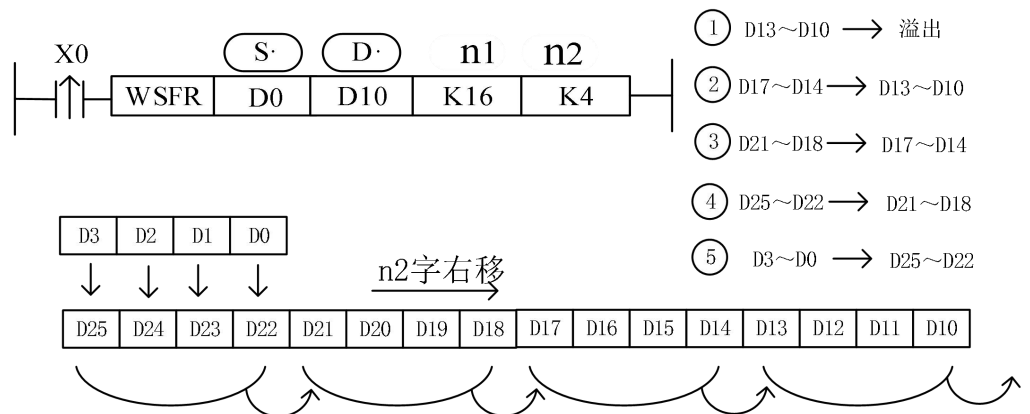 X0
S· D· n1 n2
WSFR D0 D10 K16 K4
① D13～D10 → 溢出
② D17～D14 → D13～D10
③ D21～D18 → D17～D14
④ D25～D22 → D21～D18
⑤ D3～D0 → D25～D22
D3 D2 D1 D0
n2字右移
D25 D24 D23 D22 D21 D20 D19 D18 D17 D16 D15 D14 D13 D12 D11 D10